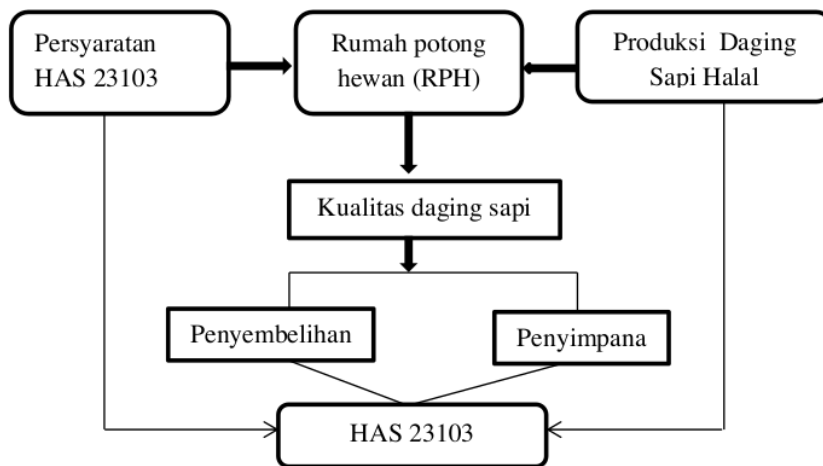 Persyaratan
HAS 23103
Rumah potong
hewan (RPH)
Produksi Daging
Sapi Halal
Kualitas daging sapi
Penyembelihan
Penyimpana
HAS 23103